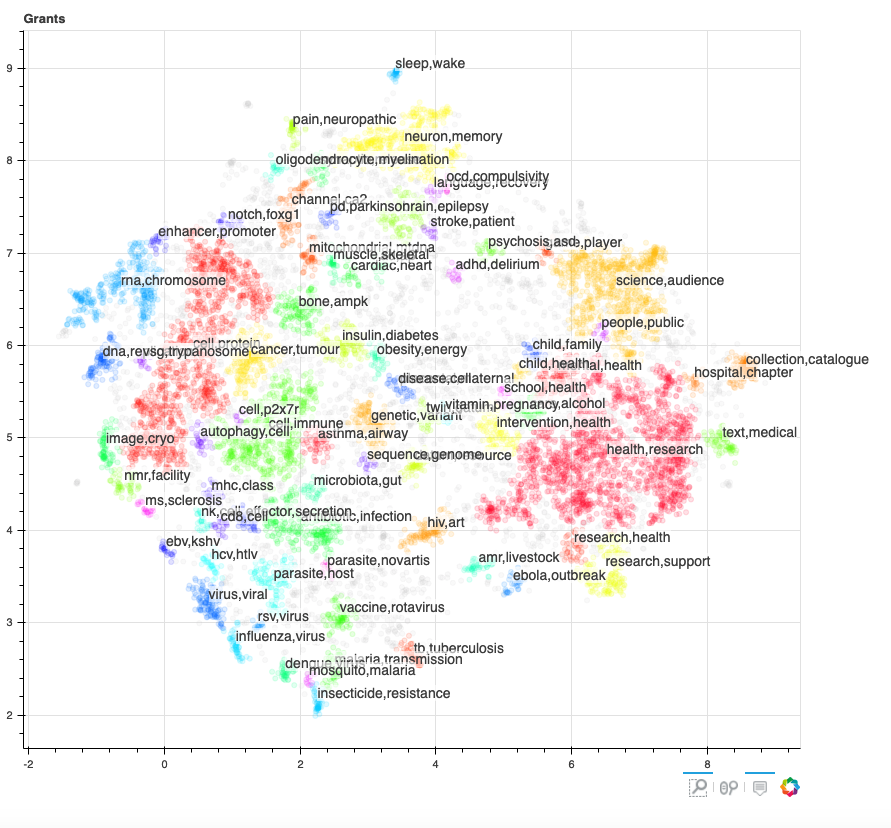 Grants
sleep,wake
pain,neuropathic
neuron,memory
oligodendrocyte,myelination
ocd,compulsivity
language,recovery
channel,ca2
pd,parkinson
brain,epilepsy
notch,foxg1
stroke,patient
enhancer,promoter
psychosis,
player
mitochondrial,mtdna
muscle,skeletal
cardiac,heart
adhd,delirium
rna,chromosome
science,audience
bone,ampk
people,public
insulin,diabetes
cell,protein
child,family
dna,
trypanosome
cancer,tumour
obesity,energy
collection,catalogue
child,health
health
hospital,chapter
school,health
vitamin,pregnancy
alcohol
cell,p2x7r
genetic,variant
intervention,health
cell,immune
autophagy,cell
asthma,airway
text,medical
image,cryo
health,research
sequence,genome
nmr,facility
microbiota,gut
mhc,class
ms,sclerosis
cd8,cell
secretion
antibiotic,infection
hiv,art
research,health
ebv,kshv
hcv,htlv
parasite,novartis
amr,livestock
research,support
parasite,host
ebola,outbreak
virus,viral
vaccine,rotavirus
rsv,virus
influenza,virus
tb,tuberculosis
malaria,transmission
dengue,virus
mosquito,malaria
insecticide,resistance
9
8
7
6
5
4
3
2
-2
0
2
4
6
8